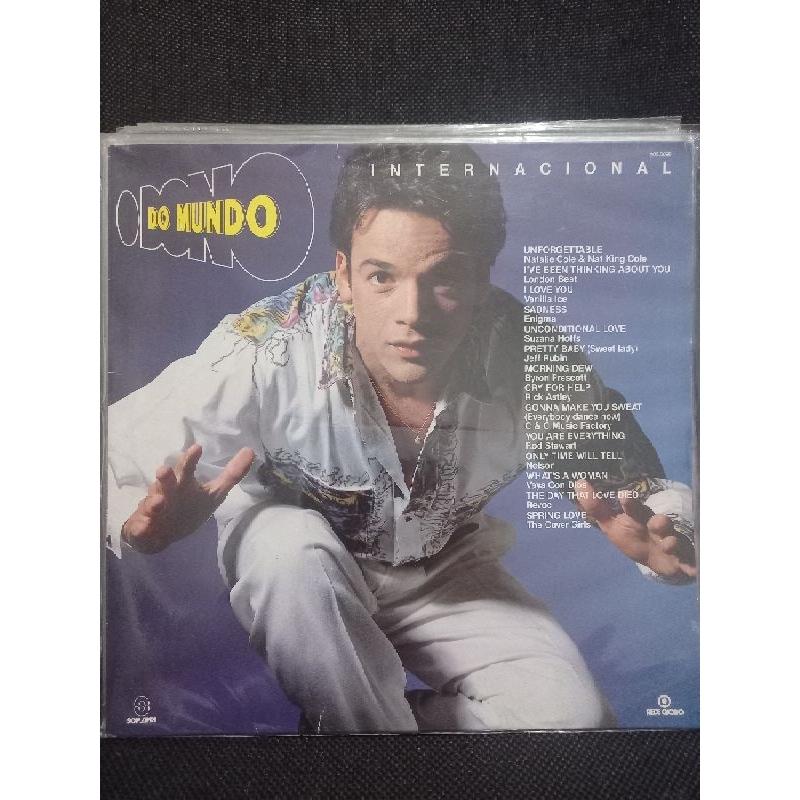 O DONO
DO MUNDO
INTERNACIONAL
UNFORGETTABLE
Natalie Cole & Nat King Cole
I'VE BEEN THINKING ABOUT YOU
London Beat
I LOVE YOU
Vanilla Ice
SADNESS
Enigma
UNCONDITIONAL LOVE
Suzana Hoffs
PRETTY BABY (Sweet lady)
Jeff Rubin
MORNING DEW
Byron Prescott
CRY FOR HELP
Rick Astley
GONNA MAKE YOU SWEAT
(Everybody dance now)
C & C Music Factory
YOU ARE EVERYTHING
Rod Stewart
ONLY TIME WILL TELL
Nelson
WHAT'S A WOMAN
Vaya Con Dios
THE DAY THAT LOVE DIED
SPRING LOVE
The Cover Girls
SOM LIVRE
REDE GLOBO